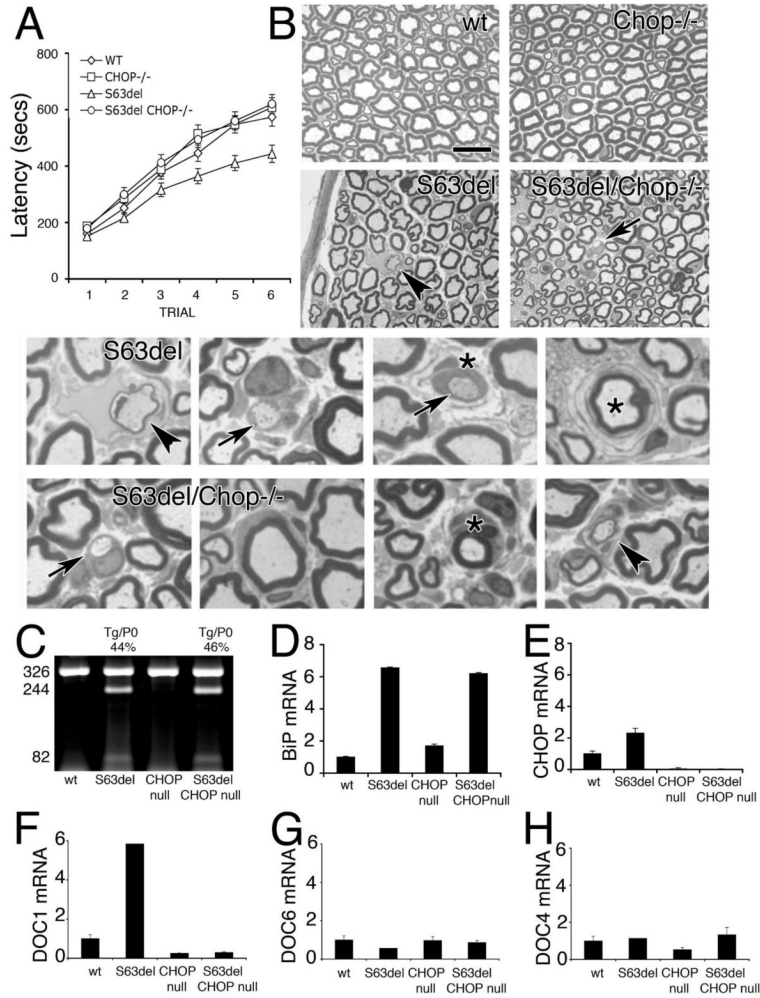 A
800
600
400
200
0
Latency (secs)
WT
CHOP-/-
S63del
S63del CHOP-/-
1 2 3 4 5 6
TRIAL
B
wt
Chop-/-
S63del
S63del/Chop-/-
S63del
*
*
S63del/Chop-/-
*
C
Tg/P0
44%
Tg/P0
46%
326
244
82
wt S63del CHOP null S63del CHOP null
D
8
6
4
2
0
BiP mRNA
wt S63del CHOP null S63del CHOPnull
E
8
6
4
2
0
CHOP mRNA
wt S63del CHOP null S63del CHOP null
F
6
4
2
0
DOC1 mRNA
wt S63del CHOP null S63del CHOP null
G
6
4
2
0
DOC6 mRNA
wt S63del CHOP null S63del CHOP null
H
6
4
2
0
DOC4 mRNA
wt S63del CHOP null S63del CHOP null